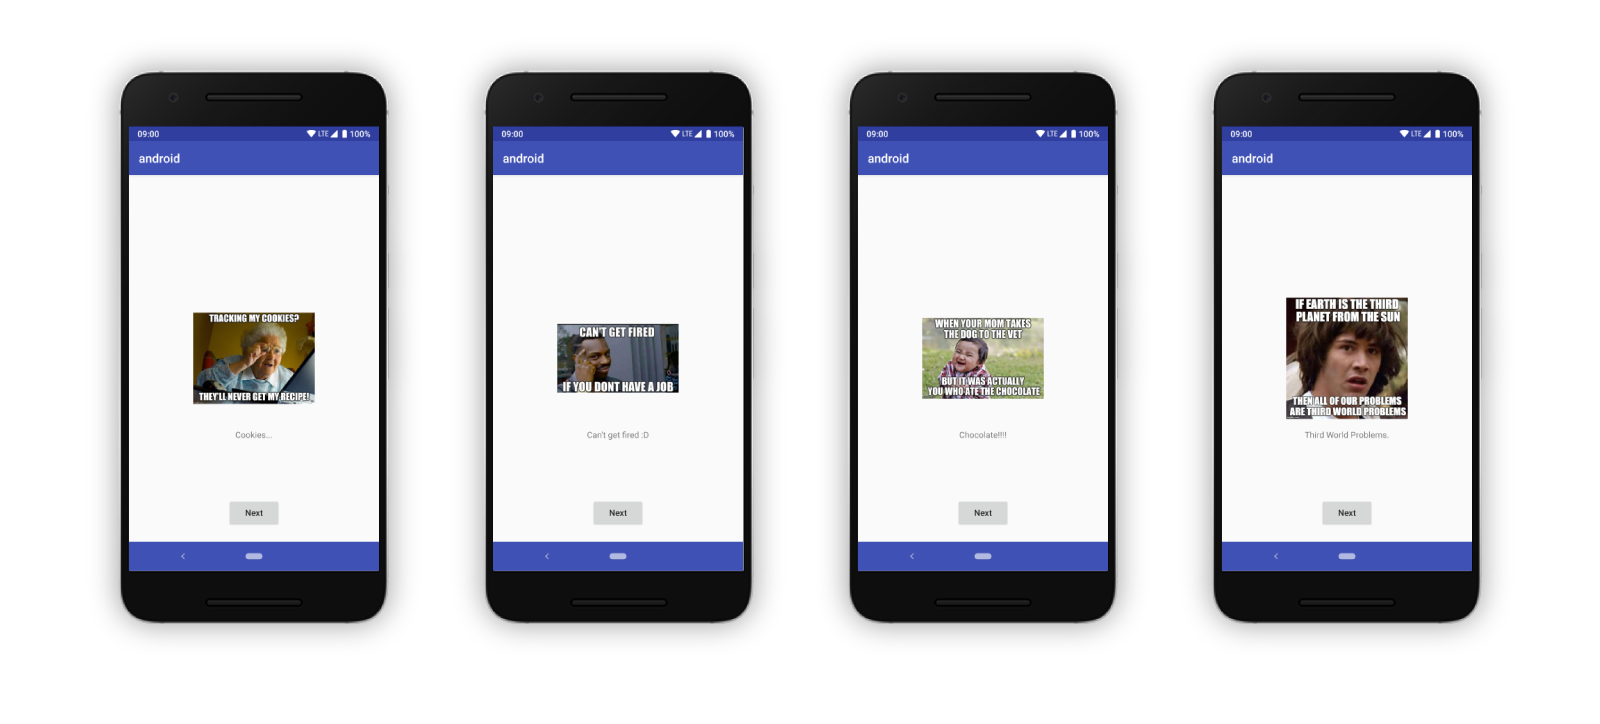 09:00 LTE 100%
android
TRACKING MY COOKIES?
THEY'LL NEVER GET MY RECIPE!
Cookies...
Next
09:00 LTE 100%
android
CAN'T GET FIRED
IF YOU DONT HAVE A JOB
Can't get fired :D
Next
09:00 LTE 100%
android
WHEN YOUR MOM TAKES
THE DOG TO THE VET
BUT IT WAS ACTUALLY
YOU WHO ATE THE CHOCOLATE
Chocolate!!!!
Next
09:00 LTE 100%
android
IF EARTH IS THE THIRD
PLANET FROM THE SUN
THEN ALL OF OUR PROBLEMS
ARE THIRD WORLD PROBLEMS
Third World Problems.
Next